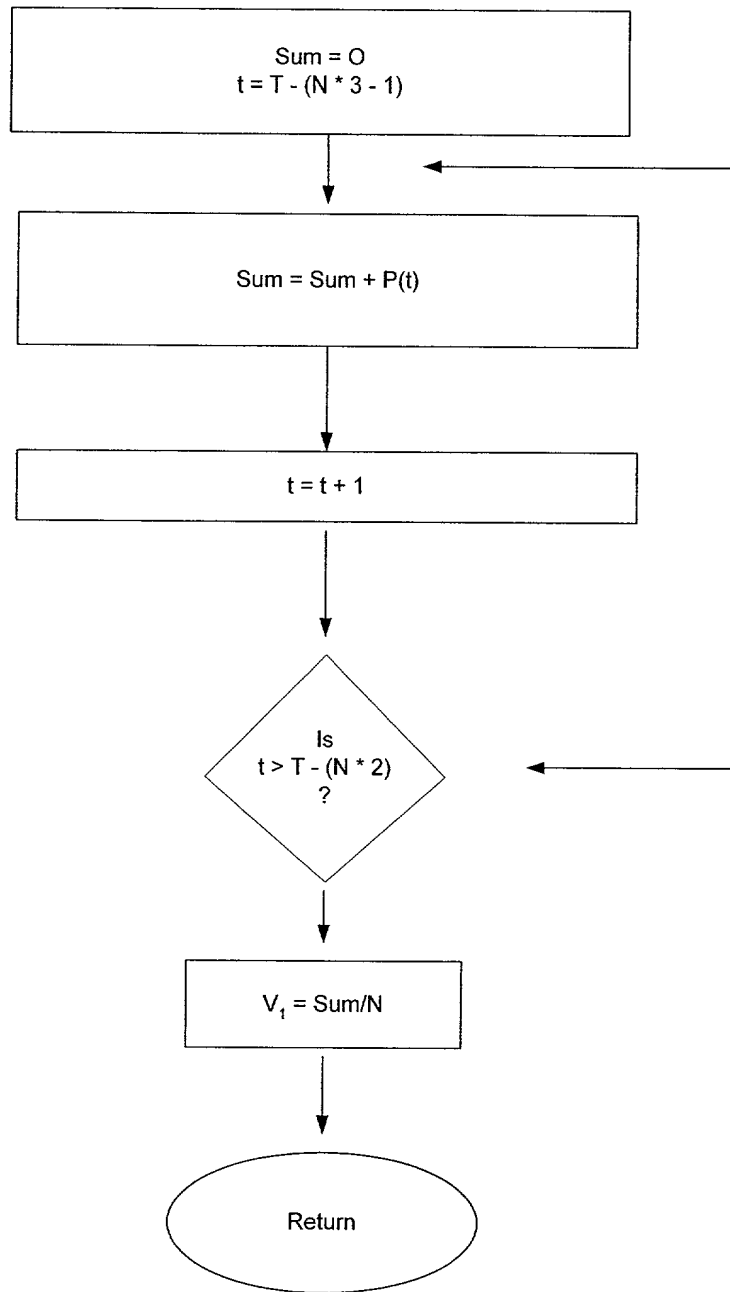 Sum = O
t = T - (N * 3 - 1)
Sum = Sum + P(t)
t = t + 1
Is
t > T - (N * 2)
?
V₁ = Sum/N
Return